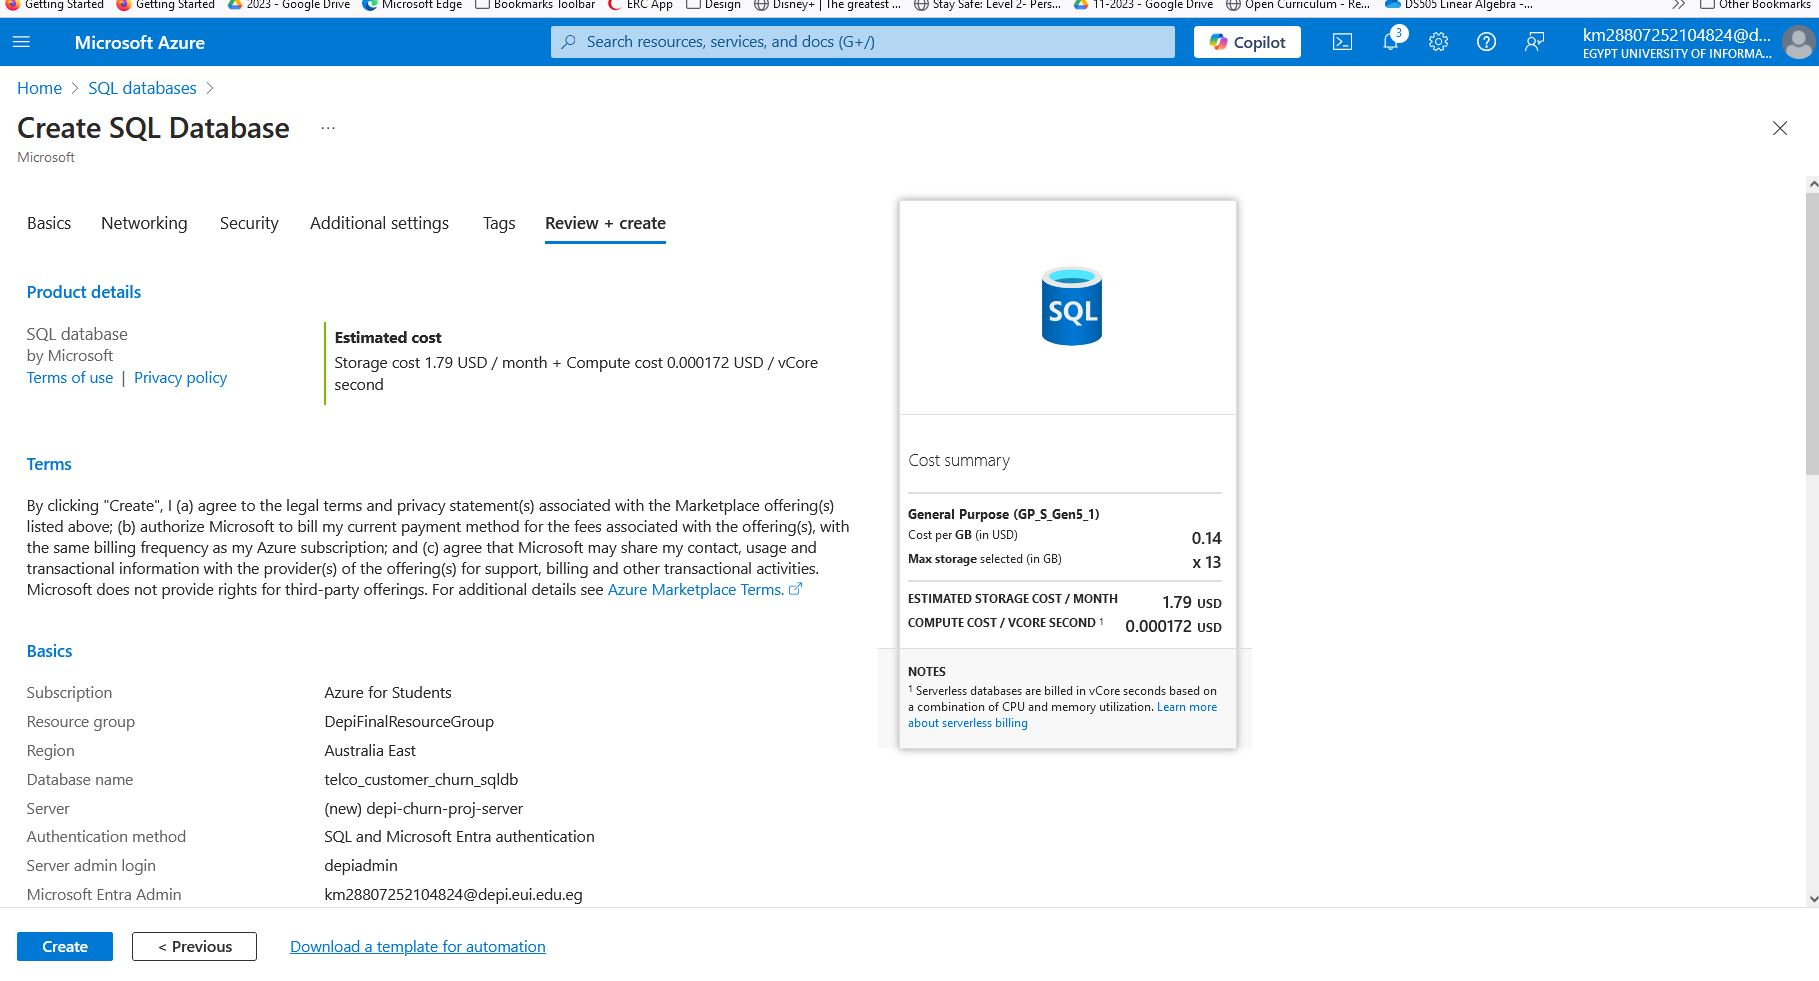 Getting Started
Getting Started
2023 - Google Drive
Microsoft Edge
Bookmarks Toolbar
ERC App
Design
Disney+ | The greatest ...
Stay Safe: Level 2- Pers...
11-2023 - Google Drive
Open Curriculum - Re...
DS505 Linear Algebra -...
Other Bookmarks
Microsoft Azure
Search resources, services, and docs (G+/)
Copilot
3
km28807252104824@d...
EGYPT UNIVERSITY OF INFORMA...
Home > SQL databases >
Create SQL Database ...
Microsoft
Basics
Networking
Security
Additional settings
Tags
Review + create
Product details
SQL database
by Microsoft
Terms of use | Privacy policy
Estimated cost
Storage cost 1.79 USD / month + Compute cost 0.000172 USD / vCore
second
Terms
By clicking "Create", I (a) agree to the legal terms and privacy statement(s) associated with the Marketplace offering(s)
listed above; (b) authorize Microsoft to bill my current payment method for the fees associated with the offering(s), with
the same billing frequency as my Azure subscription; and (c) agree that Microsoft may share my contact, usage and
transactional information with the provider(s) of the offering(s) for support, billing and other transactional activities.
Microsoft does not provide rights for third-party offerings. For additional details see Azure Marketplace Terms.
Basics
Subscription Azure for Students
Resource group DepiFinalResourceGroup
Region Australia East
Database name telco_customer_churn_sqldb
Server (new) depi-churn-proj-server
Authentication method SQL and Microsoft Entra authentication
Server admin login depiadmin
Microsoft Entra Admin km28807252104824@depi.eui.edu.eg
SQL
Cost summary
General Purpose (GP_S_Gen5_1)
Cost per GB (in USD) 0.14
Max storage selected (in GB) x 13
ESTIMATED STORAGE COST / MONTH 1.79 USD
COMPUTE COST / VCORE SECOND 1 0.000172 USD
NOTES
1 Serverless databases are billed in vCore seconds based on
a combination of CPU and memory utilization. Learn more
about serverless billing
Create
< Previous
Download a template for automation